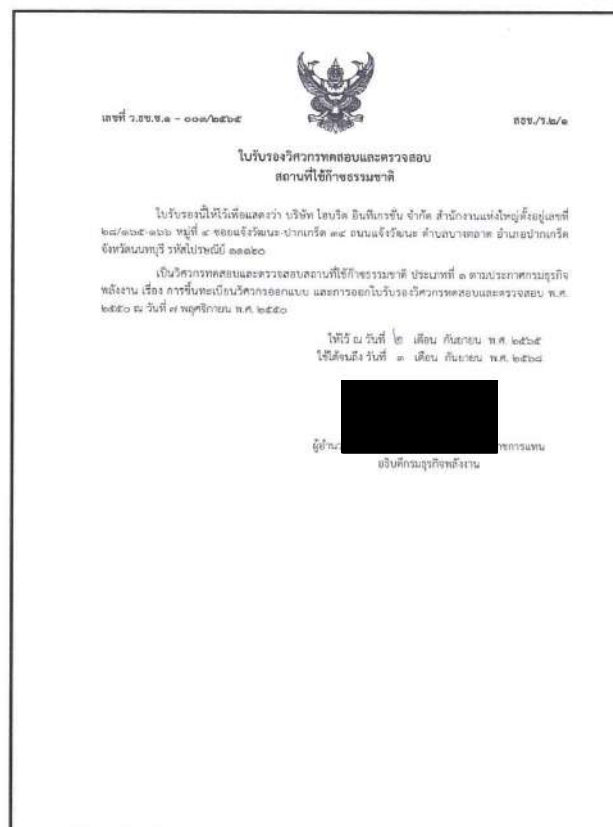 เลขที่ ว.ธช.ช.๑ - ๐๐๓/๒๕๖๕
สธช./ร.๒/๑
ใบรับรองวิศวกรทดสอบและตรวจสอบ
สถานที่ใช้ก๊าซธรรมชาติ
ใบรับรองนี้ให้ไว้เพื่อแสดงว่า บริษัท ไฮบริด อินทิเกรชั่น จำกัด สำนักงานแห่งใหญ่ตั้งอยู่เลขที่
๒๘/๑๖๕-๑๖๖ หมู่ที่ ๔ ซอยแจ้งวัฒนะ-ปากเกร็ด ๓๔ ถนนแจ้งวัฒนะ ตำบลบางตลาด อำเภอปากเกร็ด
จังหวัดนนทบุรี รหัสไปรษณีย์ ๑๑๑๒๐
เป็นวิศวกรทดสอบและตรวจสอบสถานที่ใช้ก๊าซธรรมชาติ ประเภทที่ ๑ ตามประกาศกรมธุรกิจ
พลังงาน เรื่อง การขึ้นทะเบียนวิศวกรออกแบบ และการออกใบรับรองวิศวกรทดสอบและตรวจสอบ พ.ศ.
๒๕๕๐ ณ วันที่ ๗ พฤศจิกายน พ.ศ. ๒๕๕๐
ให้ไว้ ณ วันที่ ๒ เดือน กันยายน พ.ศ. ๒๕๖๕
ใช้ได้จนถึง วันที่ ๑ เดือน กันยายน พ.ศ. ๒๕๖๘
ผู้อำนว าชการแทน
อธิบดีกรมธุรกิจพลังงาน